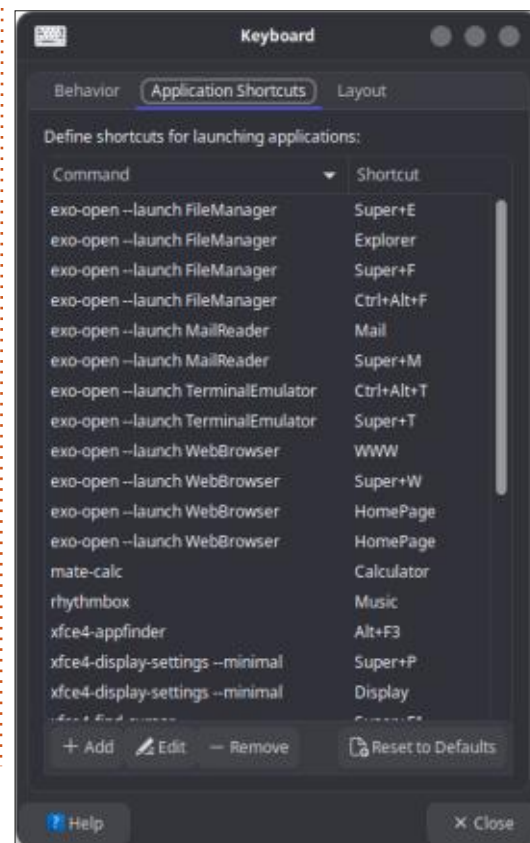 Keyboard
Behavior Application Shortcuts Layout
Define shortcuts for launching applications:
Command Shortcut
exo-open --launch FileManager Super+E
exo-open --launch FileManager Explorer
exo-open --launch FileManager Super+F
exo-open --launch FileManager Ctrl+Alt+F
exo-open --launch MailReader Mail
exo-open --launch MailReader Super+M
exo-open --launch TerminalEmulator Ctrl+Alt+T
exo-open --launch TerminalEmulator Super+T
exo-open --launch WebBrowser WWW
exo-open --launch WebBrowser Super+W
exo-open --launch WebBrowser HomePage
exo-open --launch WebBrowser HomePage
mate-calc Calculator
rhythmbox Music
xfce4-appfinder Alt+F3
xfce4-display-settings --minimal Super+P
xfce4-display-settings --minimal Display
+ Add Edit − Remove Reset to Defaults
? Help × Close